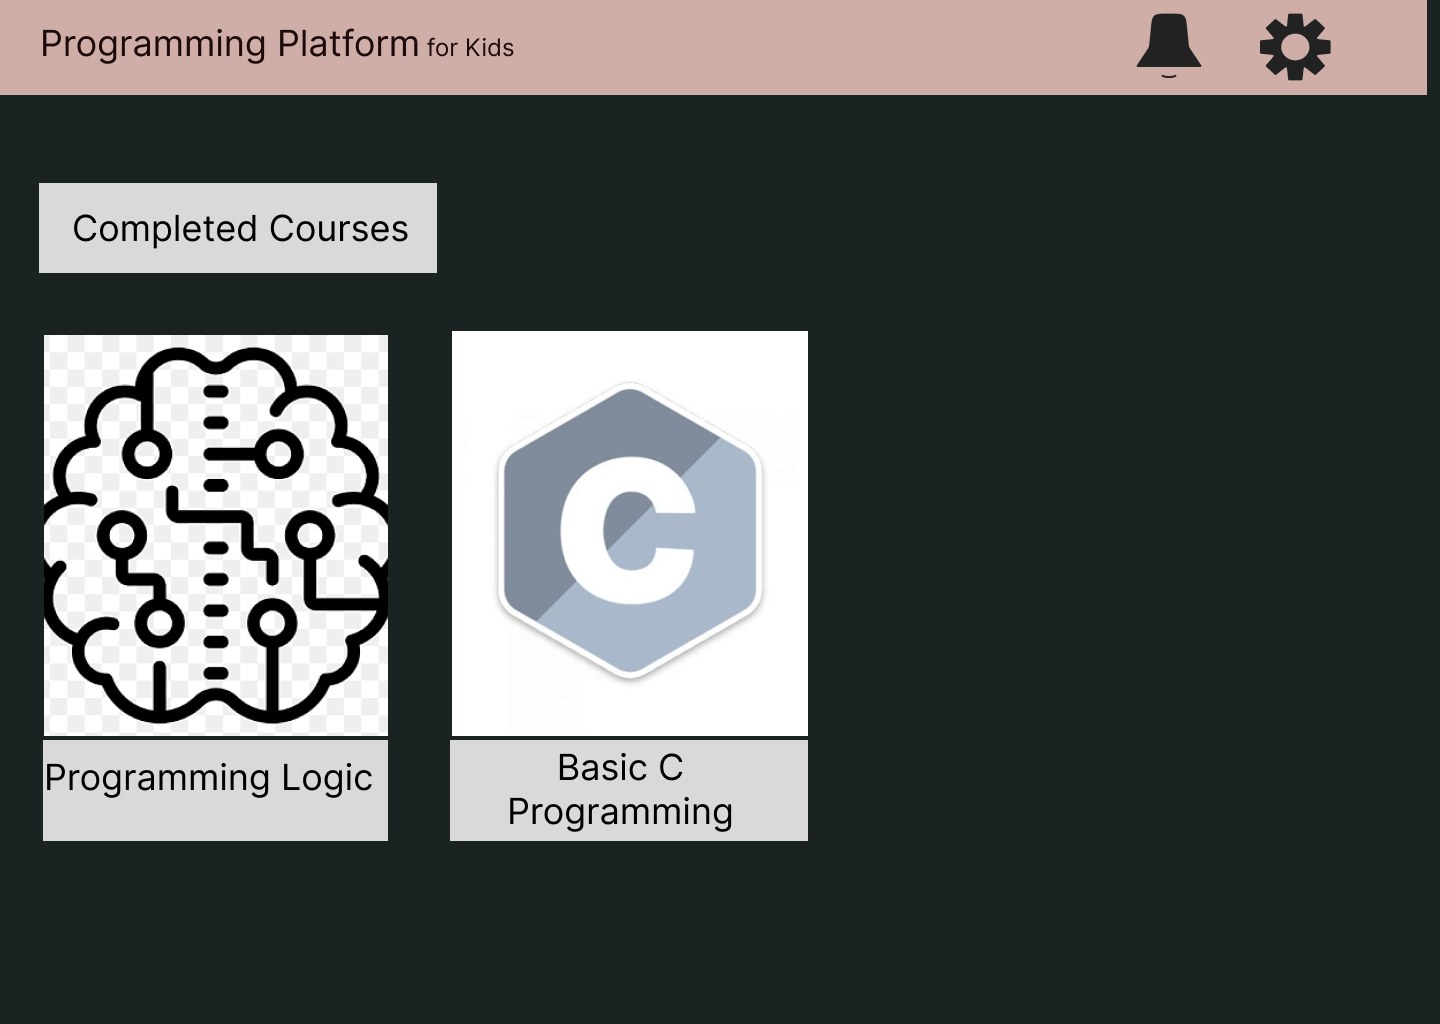 Programming Platform for Kids
Completed Courses
C
Programming Logic
Basic C
Programming